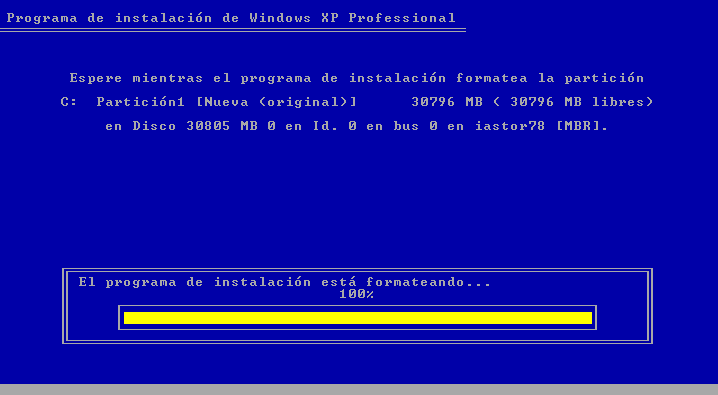 Programa de instalación de Windows XP Professional
Espere mientras el programa de instalación formatea la partición
C:  Partición1 [Nueva (original)]      30796 MB ( 30796 MB libres)
en Disco 30805 MB 0 en Id. 0 en bus 0 en iastor78 [MBR].
El programa de instalación está formateando...
100%